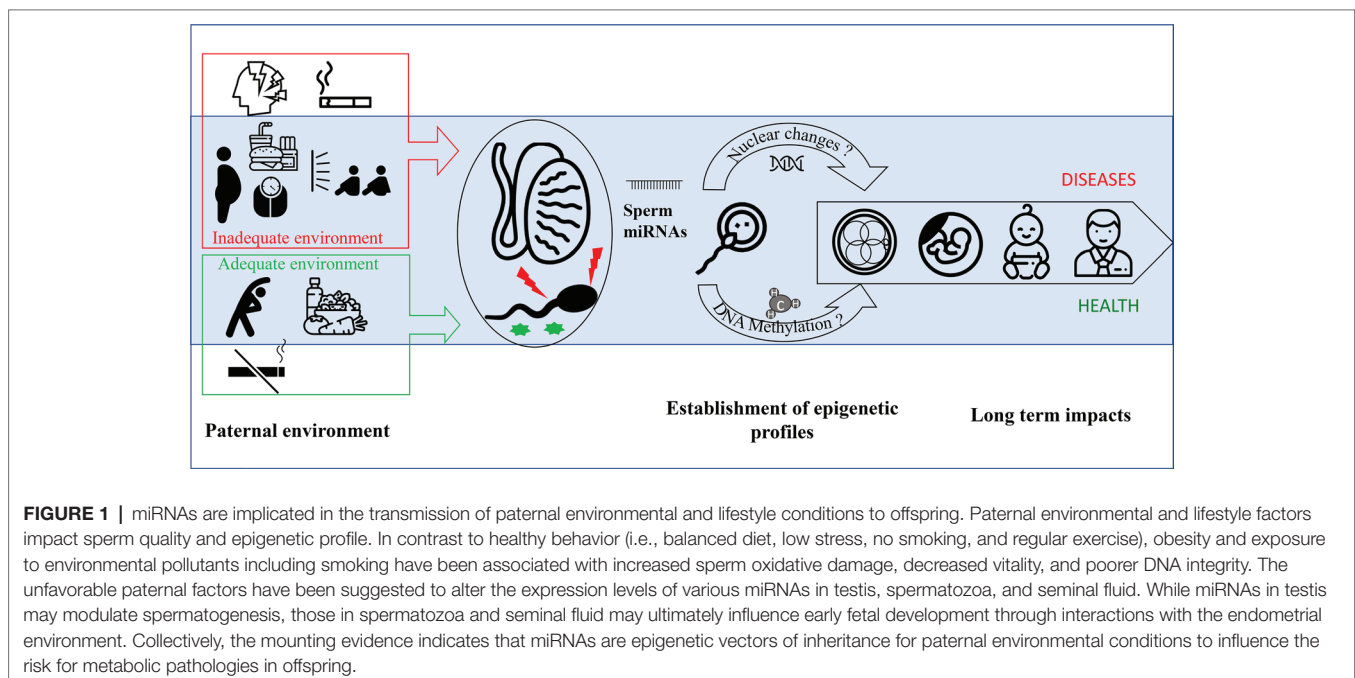 Inadequate environment
Adequate environment
Paternal environment
Sperm
miRNAs
Nuclear changes ?
H
C
H
H
DNA Methylation ?
Establishment of epigenetic
profiles
DISEASES
HEALTH
Long term impacts
FIGURE 1 | miRNAs are implicated in the transmission of paternal environmental and lifestyle conditions to offspring. Paternal environmental and lifestyle factors
impact sperm quality and epigenetic profile. In contrast to healthy behavior (i.e., balanced diet, low stress, no smoking, and regular exercise), obesity and exposure
to environmental pollutants including smoking have been associated with increased sperm oxidative damage, decreased vitality, and poorer DNA integrity. The
unfavorable paternal factors have been suggested to alter the expression levels of various miRNAs in testis, spermatozoa, and seminal fluid. While miRNAs in testis
may modulate spermatogenesis, those in spermatozoa and seminal fluid may ultimately influence early fetal development through interactions with the endometrial
environment. Collectively, the mounting evidence indicates that miRNAs are epigenetic vectors of inheritance for paternal environmental conditions to influence the
risk for metabolic pathologies in offspring.